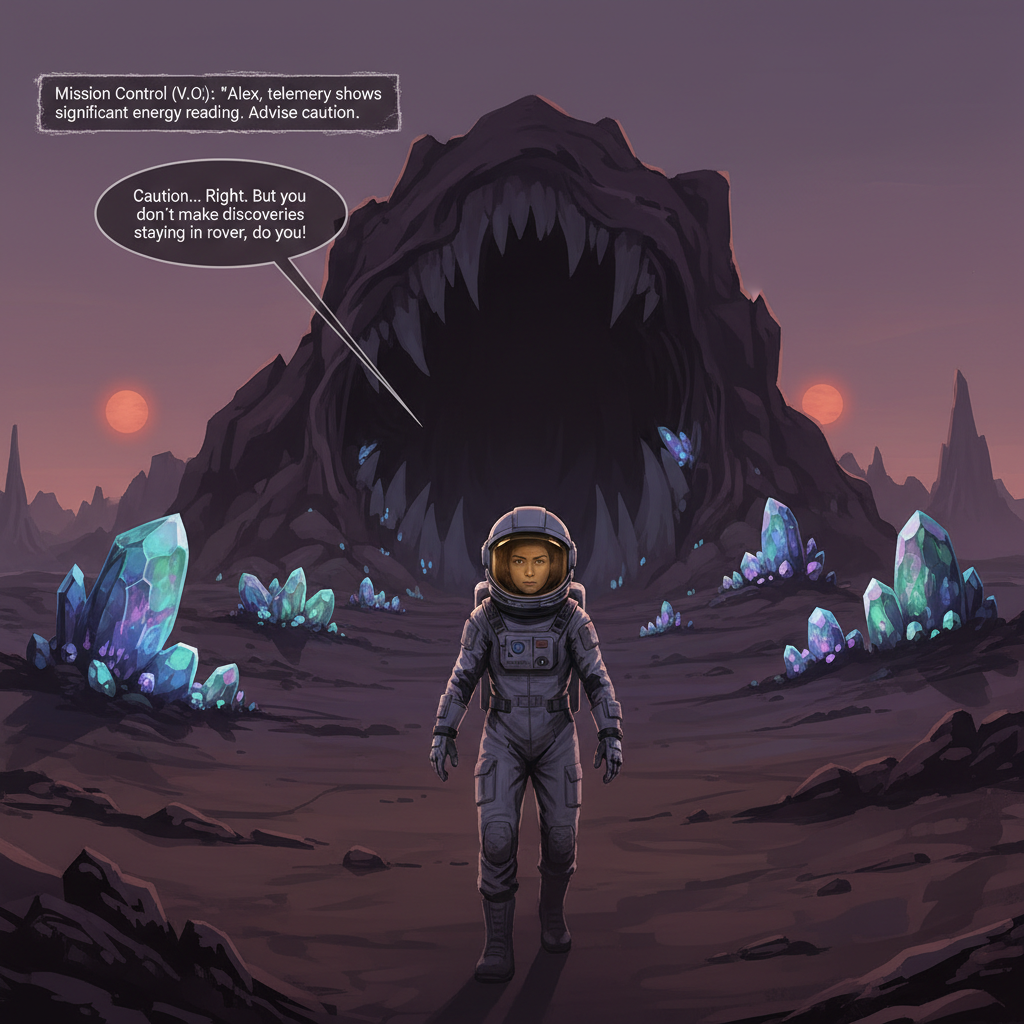 Mission Control (V.O.): "Alex, telemery shows
significant energy reading. Advise caution.
Caution... Right. But you
don't make discoveries
staying in rover, do you!